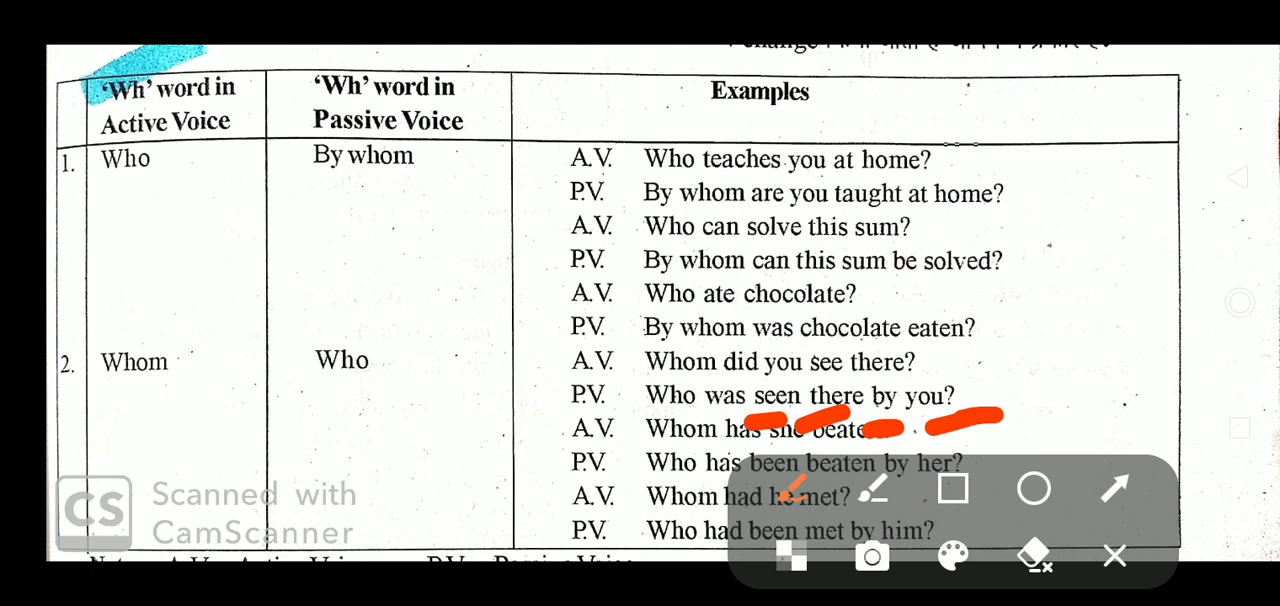 'Wh' word in Active Voice
'Wh' word in Passive Voice
Examples
1. Who By whom A.V. Who teaches you at home?
P.V. By whom are you taught at home?
A.V. Who can solve this sum?
P.V. By whom can this sum be solved?
A.V. Who ate chocolate?
P.V. By whom was chocolate eaten?
2. Whom Who A.V. Whom did you see there?
P.V. Who was seen there by you?
A.V. Whom has she
P.V. Who has been beaten by her?
A.V. Whom had he met?
P.V. Who had been met by him?
CS Scanned with
CamScanner